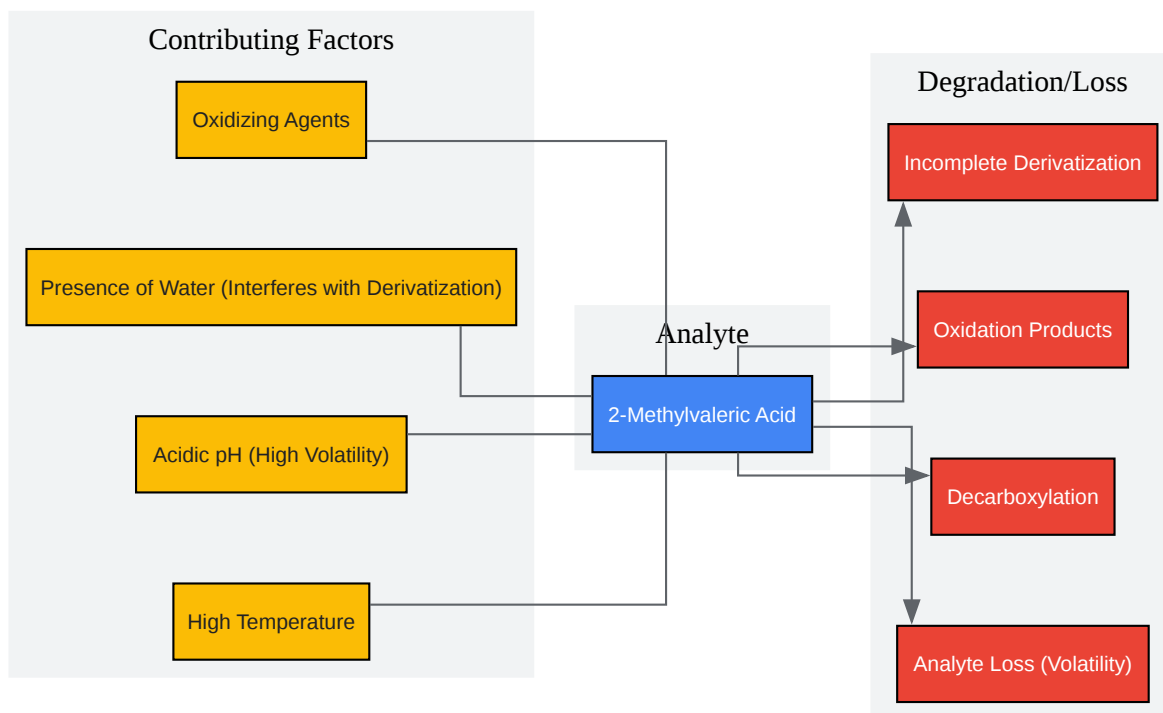 Contributing Factors
Oxidizing Agents
Presence of Water (Interferes with Derivatization)
Acidic pH (High Volatility)
High Temperature
Analyte
2-Methylvaleric Acid
Degradation/Loss
Incomplete Derivatization
Oxidation Products
Decarboxylation
Analyte Loss (Volatility)